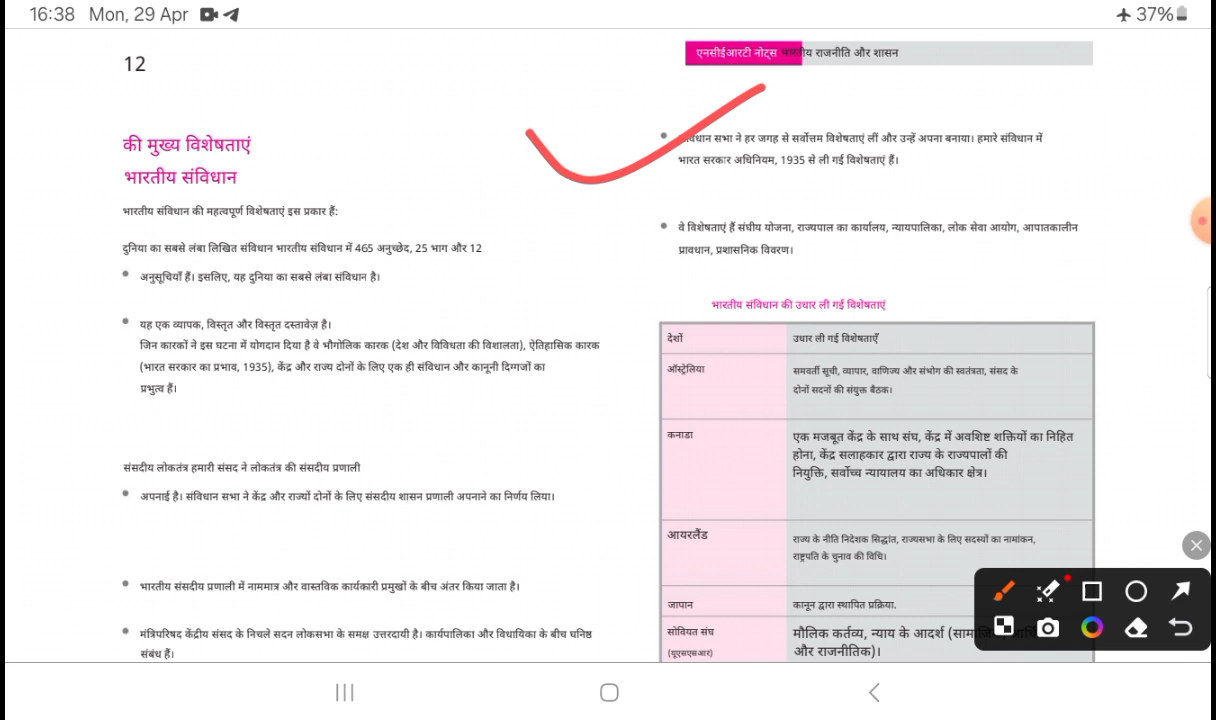 16:38 Mon, 29 Apr
37%
12
की मुख्य विशेषताएं
भारतीय संविधान
भारतीय संविधान की महत्वपूर्ण विशेषताएं इस प्रकार हैं:
दुनिया का सबसे लंबा लिखित संविधान भारतीय संविधान में 465 अनुच्छेद, 25 भाग और 12
अनुसूचियाँ हैं। इसलिए, यह दुनिया का सबसे लंबा संविधान है।
यह एक व्यापक, विस्तृत और विस्तृत दस्तावेज़ है।
जिन कारकों ने इस घटना में योगदान दिया है वे भौगोलिक कारक (देश और विविधता की विशालता), ऐतिहासिक कारक
(भारत सरकार का प्रभाव, 1935), केंद्र और राज्य दोनों के लिए एक ही संविधान और कानूनी दिग्गजों का
प्रभुत्व हैं।
संसदीय लोकतंत्र हमारी संसद ने लोकतंत्र की संसदीय प्रणाली
अपनाई है। संविधान सभा ने केंद्र और राज्यों दोनों के लिए संसदीय शासन प्रणाली अपनाने का निर्णय लिया।
भारतीय संसदीय प्रणाली में नाममात्र और वास्तविक कार्यकारी प्रमुखों के बीच अंतर किया जाता है।
मंत्रिपरिषद केंद्रीय संसद के निचले सदन लोकसभा के समक्ष उत्तरदायी है। कार्यपालिका और विधायिका के बीच घनिष्ठ
संबंध हैं।
एनसीईआरटी नोट्स भारतीय राजनीति और शासन
संविधान सभा ने हर जगह से सर्वोत्तम विशेषताएं लीं और उन्हें अपना बनाया। हमारे संविधान में
भारत सरकार अधिनियम, 1935 से ली गई विशेषताएं हैं।
वे विशेषताएं हैं संघीय योजना, राज्यपाल का कार्यालय, न्यायपालिका, लोक सेवा आयोग, आपातकालीन
प्रावधान, प्रशासनिक विवरण।
भारतीय संविधान की उधार ली गई विशेषताएं
देशों उधार ली गई विशेषताएँ
ऑस्ट्रेलिया समवर्ती सूची, व्यापार, वाणिज्य और संभोग की स्वतंत्रता, संसद के
दोनों सदनों की संयुक्त बैठक।
कनाडा एक मजबूत केंद्र के साथ संघ, केंद्र में अवशिष्ट शक्तियों का निहित
होना, केंद्र सलाहकार द्वारा राज्य के राज्यपालों की
नियुक्ति, सर्वोच्च न्यायालय का अधिकार क्षेत्र।
आयरलैंड राज्य के नीति निदेशक सिद्धांत, राज्यसभा के लिए सदस्यों का नामांकन,
राष्ट्रपति के चुनाव की विधि।
जापान कानून द्वारा स्थापित प्रक्रिया.
सोवियत संघ मौलिक कर्तव्य, न्याय के आदर्श (सामाजिक, आर्थिक
(यूएसएसआर) और राजनीतिक)।